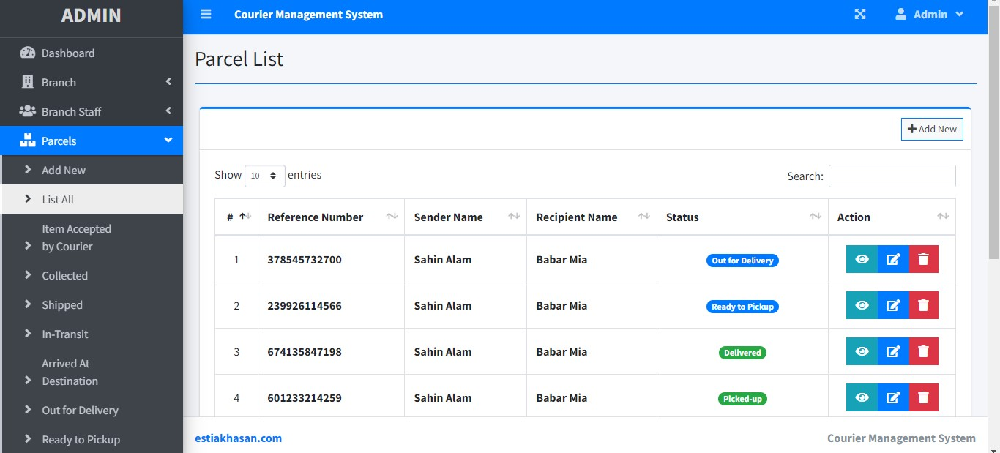 ADMIN
Dashboard
Branch
Branch Staff
Parcels
Add New
List All
Item Accepted
by Courier
Collected
Shipped
In-Transit
Arrived At
Destination
Out for Delivery
Ready to Pickup
Courier Management System
Admin
Parcel List
Add New
Show 10 entries
Search:
# Reference Number Sender Name Recipient Name Status Action
1 378545732700 Sahin Alam Babar Mia Out for Delivery
2 239926114566 Sahin Alam Babar Mia Ready to Pickup
3 674135847198 Sahin Alam Babar Mia Delivered
4 601233214259 Sahin Alam Babar Mia Picked-up
estiakhasan.com
Courier Management System